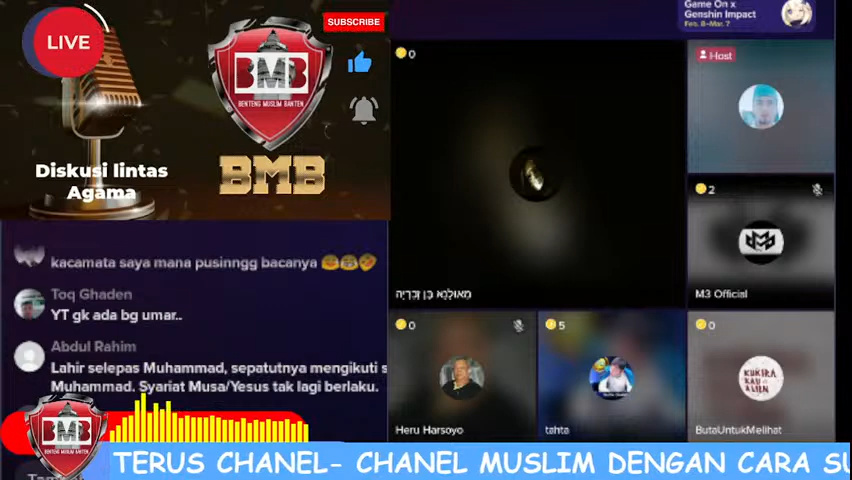 LIVE
BMB
BENTENG MUSLIM BANTEN
SUBSCRIBE
Diskusi lintas
Agama
BMB
kacamata saya mana pusinngg bacanya
Toq Ghaden
YT gk ada bg umar..
Abdul Rahim
Lahir selepas Muhammad, sepatutnya mengikuti s
Muhammad. Syariat Musa/Yesus tak lagi berlaku.
Game On x
Genshin Impact
Feb. 8-Mar. 7
0
Host
2
M3 Official
0
Heru Harsoyo
5
tahta
0
KUKIRA
KAU
ALIEN
ButaUntukMelihat
BMB
TERUS CHANEL- CHANEL MUSLIM DENGAN CARA SU